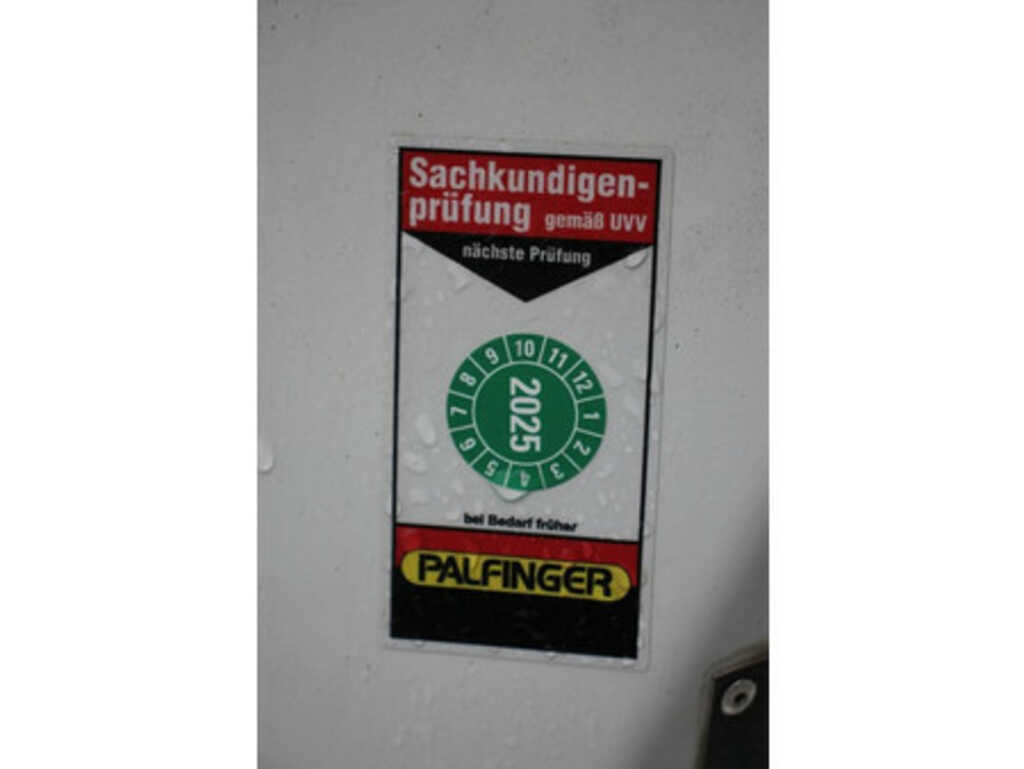 Sachkundigen-
prüfung gemäß UVV
nächste Prüfung
1 2 3 4 5 6 7 8 9 10 11 12
2025
bei Bedarf früher
PALFINGER